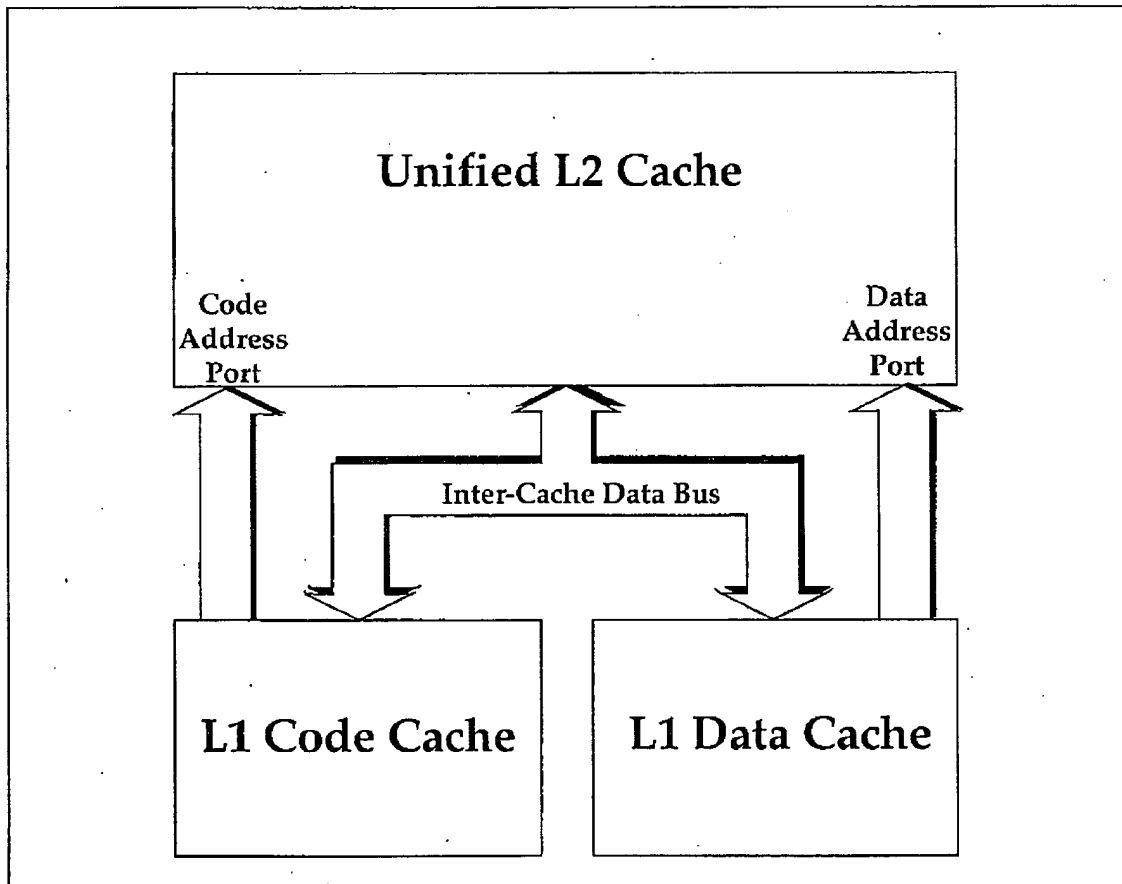 Unified L2 Cache
Code
Address
Port
Data
Address
Port
Inter-Cache Data Bus
L1 Code Cache
L1 Data Cache